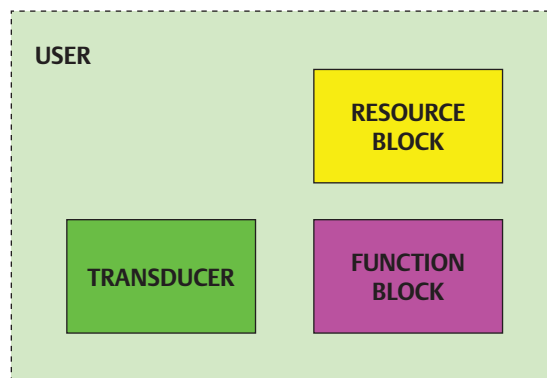 USER
RESOURCE
BLOCK
TRANSDUCER
FUNCTION
BLOCK